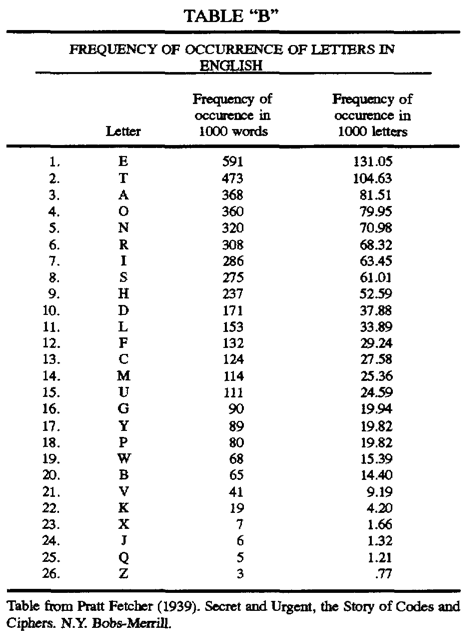 TABLE “B”
FREQUENCY OF OCCURRENCE OF LETTERS IN
ENGLISH
Letter Frequency of occurence in 1000 words Frequency of occurence in 1000 letters
1. E 591 131.05
2. T 473 104.63
3. A 368 81.51
4. O 360 79.95
5. N 320 70.98
6. R 308 68.32
7. I 286 63.45
8. S 275 61.01
9. H 237 52.59
10. D 171 37.88
11. L 153 33.89
12. F 132 29.24
13. C 124 27.58
14. M 114 25.36
15. U 111 24.59
16. G 90 19.94
17. Y 89 19.82
18. P 80 19.82
19. W 68 15.39
20. B 65 14.40
21. V 41 9.19
22. K 19 4.20
23. X 7 1.66
24. J 6 1.32
25. Q 5 1.21
26. Z 3 .77
Table from Pratt Fetcher (1939). Secret and Urgent, the Story of Codes and
Ciphers. N.Y. Bobs-Merrill.